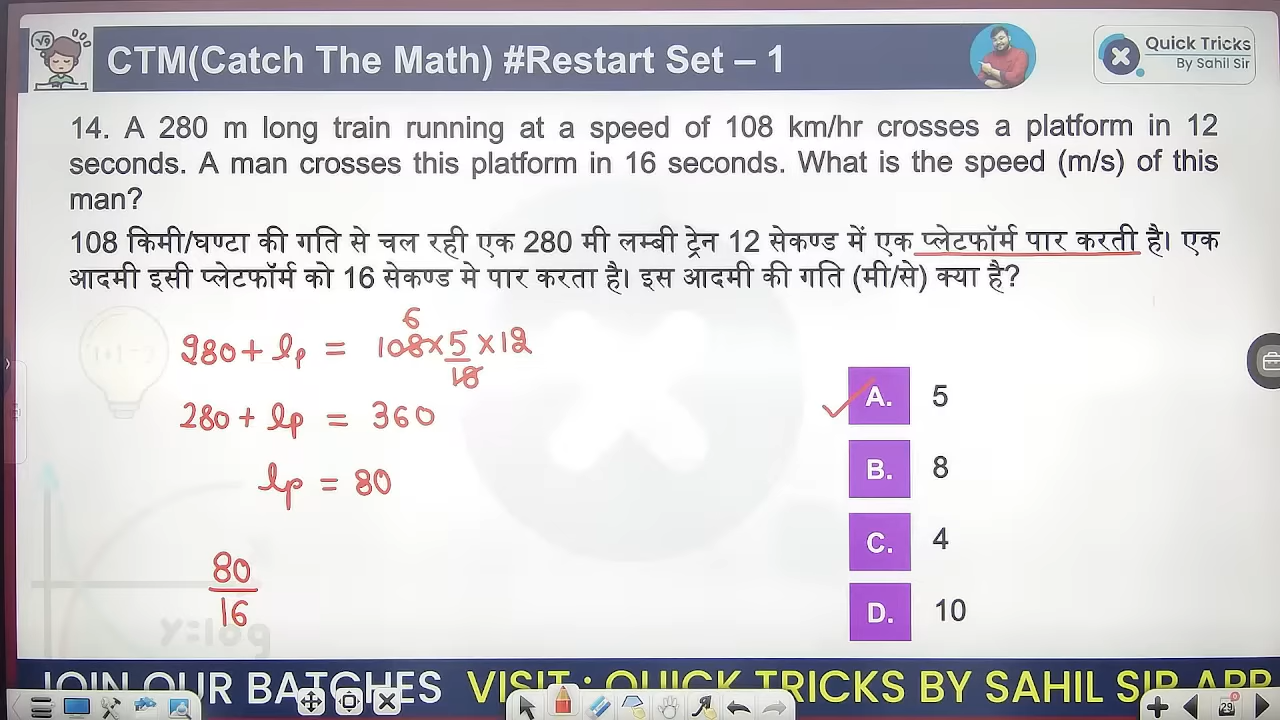 CTM(Catch The Math) #Restart Set – 1
Quick Tricks
By Sahil Sir
14. A 280 m long train running at a speed of 108 km/hr crosses a platform in 12
seconds. A man crosses this platform in 16 seconds. What is the speed (m/s) of this
man?
108 किमी/घण्टा की गति से चल रही एक 280 मी लम्बी ट्रेन 12 सेकण्ड में एक प्लेटफॉर्म पार करती है। एक
आदमी इसी प्लेटफॉर्म को 16 सेकण्ड मे पार करता है। इस आदमी की गति (मी/से) क्या है?
6
280 + lp = 108 × 5 × 12
18
280 + lp = 360
lp = 80
80
16
A. 5
B. 8
C. 4
D. 10
y=log
JOIN OUR BATCHES VISIT : QUICK TRICKS BY SAHIL SIR APP
29
0